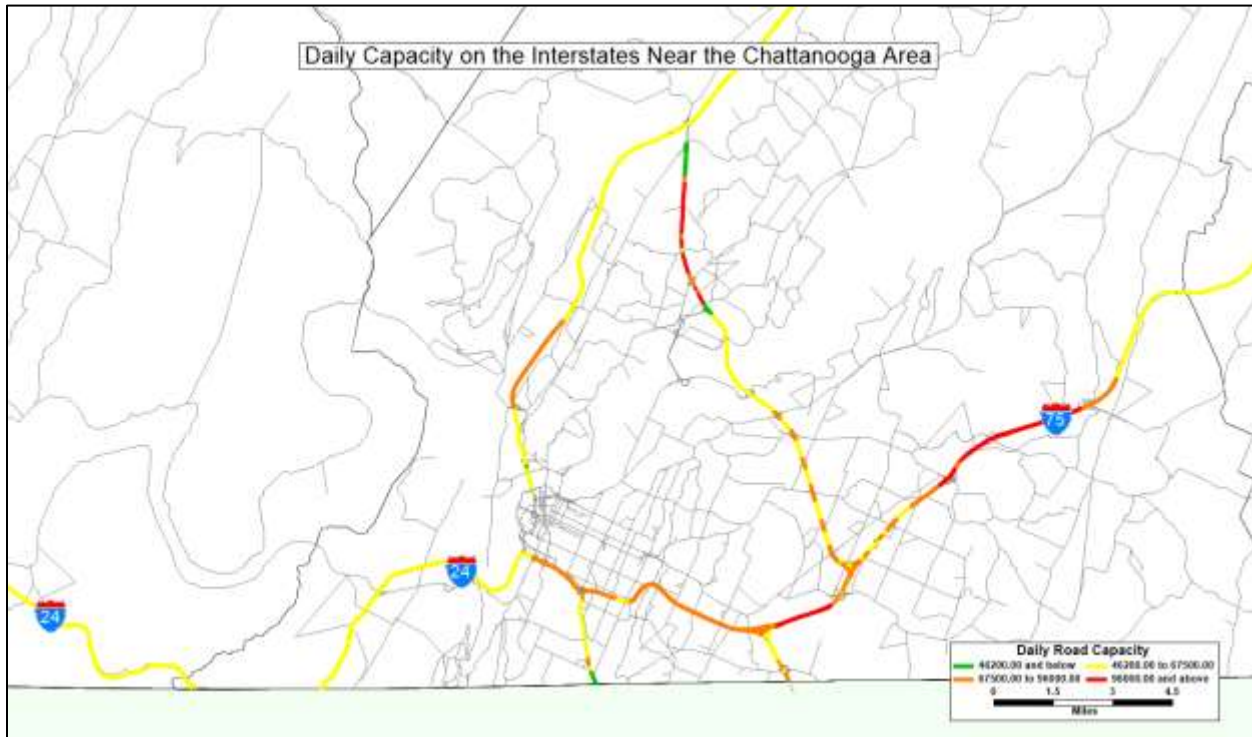 Daily Capacity on the Interstates Near the Chattanooga Area
75
24
24
Daily Road Capacity
46200.00 and below
46200.00 to 67500.00
67500.00 to 96000.00
96000.00 and above
0 1.5 3 4.5
Miles